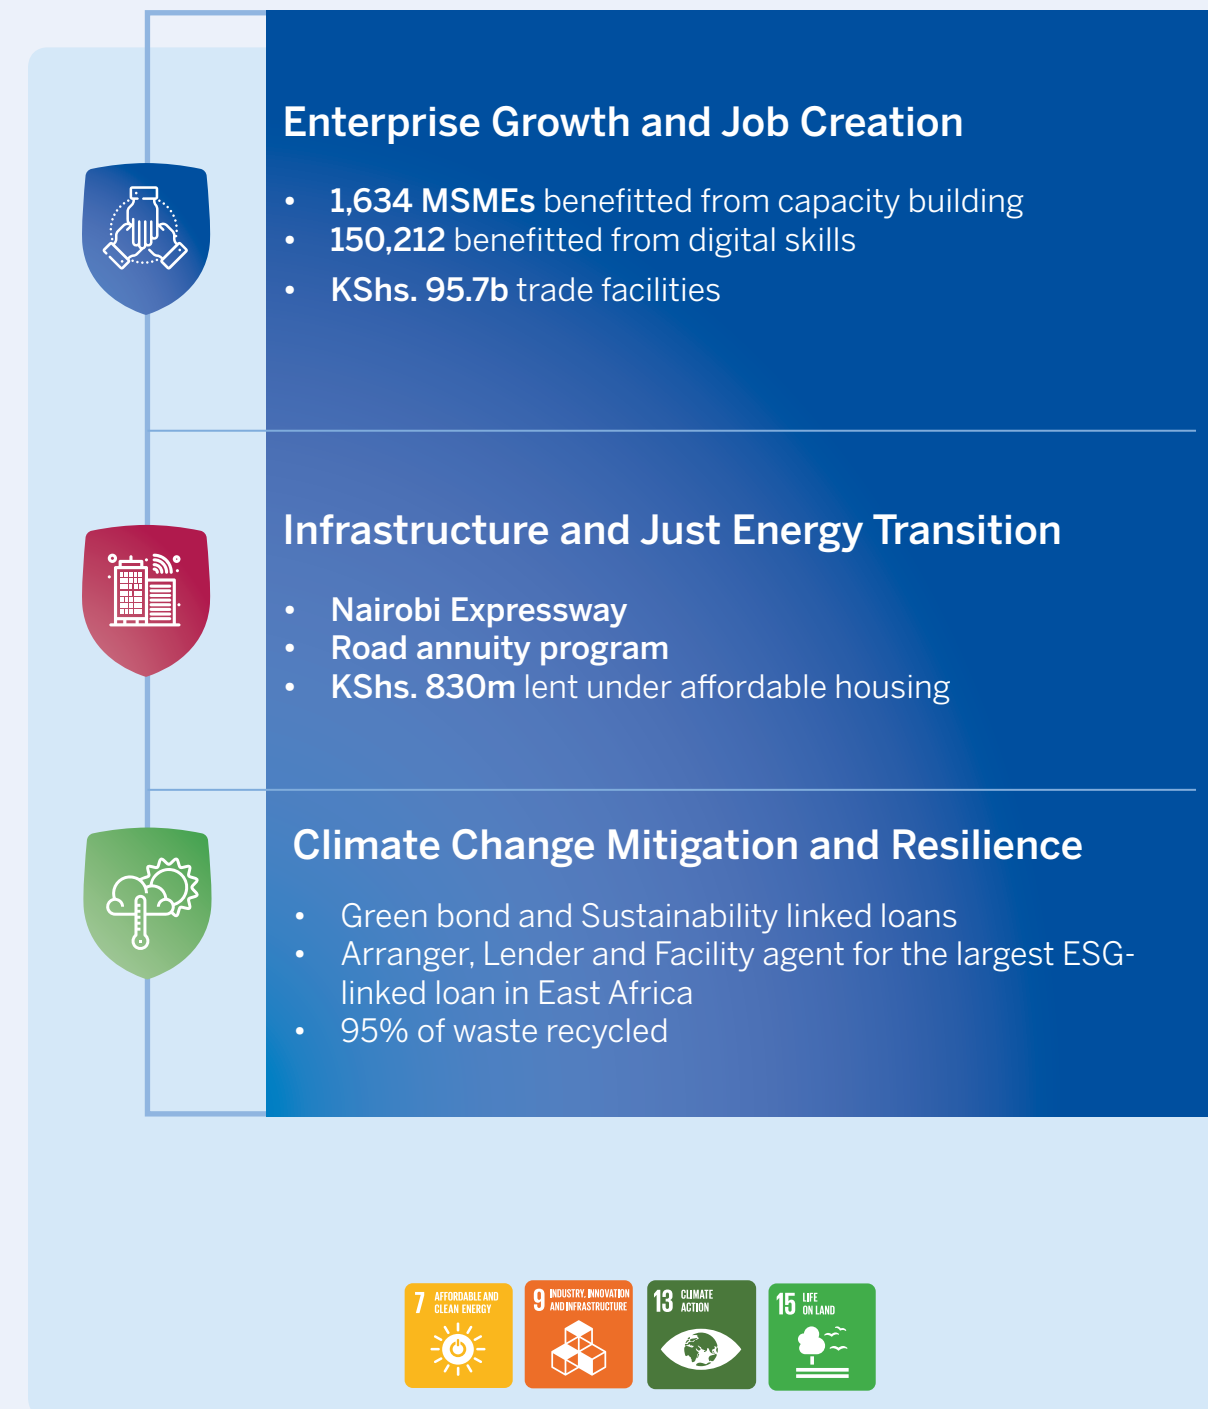 Enterprise Growth and Job Creation
• 1,634 MSMEs benefitted from capacity building
• 150,212 benefitted from digital skills
• KShs. 95.7b trade facilities
Infrastructure and Just Energy Transition
• Nairobi Expressway
• Road annuity program
• KShs. 830m lent under affordable housing
Climate Change Mitigation and Resilience
• Green bond and Sustainability linked loans
• Arranger, Lender and Facility agent for the largest ESG-
linked loan in East Africa
• 95% of waste recycled
7 AFFORDABLE AND
CLEAN ENERGY
9 INDUSTRY, INNOVATION
AND INFRASTRUCTURE
13 CLIMATE
ACTION
15 LIFE
ON LAND